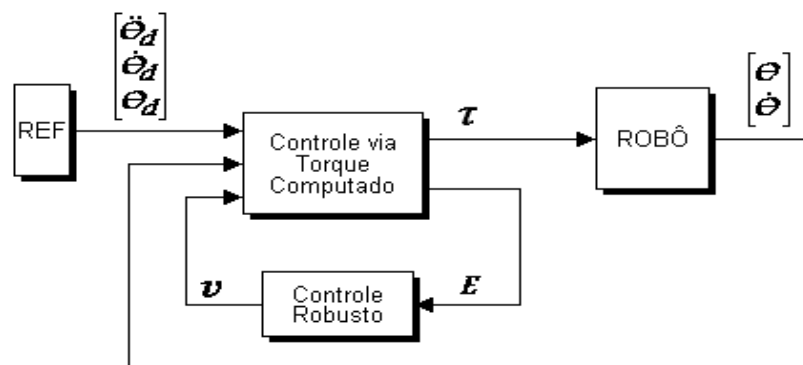 [ϴ̈d
ϴ̇d
ϴd]
REF
Controle via
Torque
Computado
τ
ROBÔ
[ϴ
ϴ̇]
υ
Controle
Robusto
E